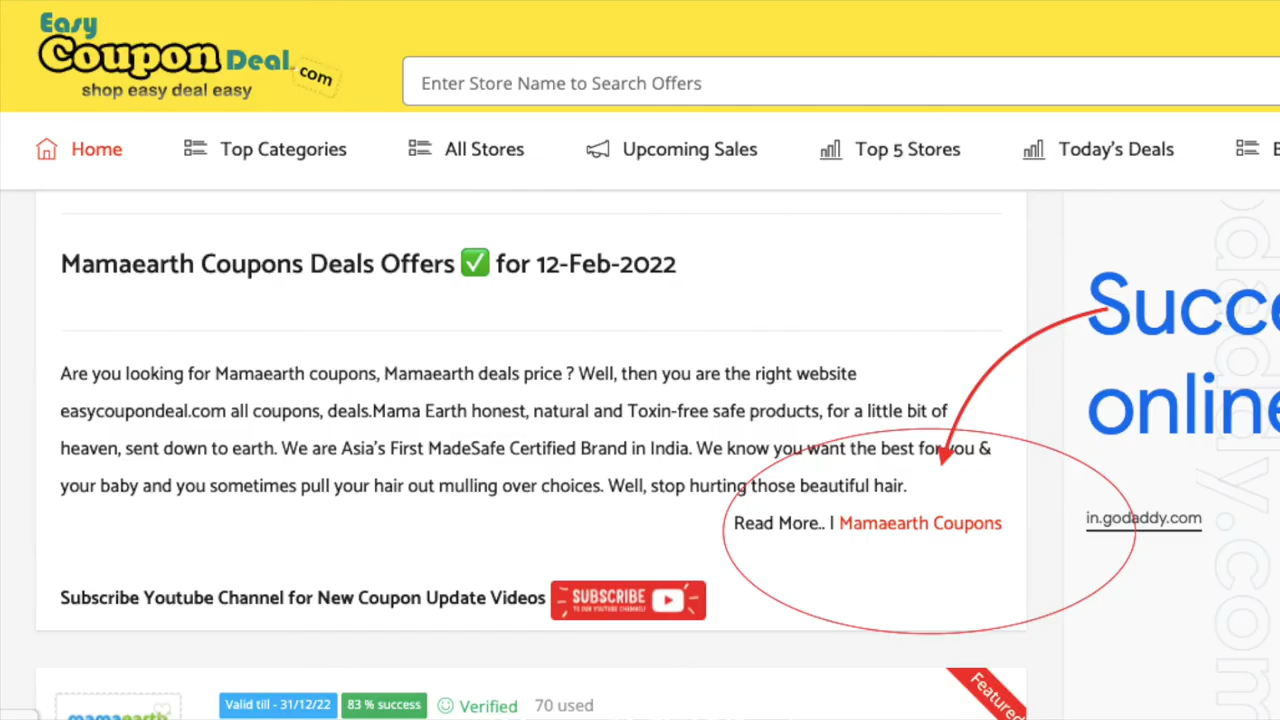 Easy
Coupon Deal.com
shop easy deal easy
Enter Store Name to Search Offers
Home Top Categories All Stores Upcoming Sales Top 5 Stores Today's Deals
Mamaearth Coupons Deals Offers ✅ for 12-Feb-2022
Are you looking for Mamaearth coupons, Mamaearth deals price ? Well, then you are the right website
easycoupondeal.com all coupons, deals.Mama Earth honest, natural and Toxin-free safe products, for a little bit of
heaven, sent down to earth. We are Asia's First MadeSafe Certified Brand in India. We know you want the best for you &
your baby and you sometimes pull your hair out mulling over choices. Well, stop hurting those beautiful hair.
Read More.. | Mamaearth Coupons
Subscribe Youtube Channel for New Coupon Update Videos SUBSCRIBE
TO OUR YOUTUBE CHANNEL!
Succe
online
in.godaddy.com
godaddy.com
mamaearth
Valid till - 31/12/22 83 % success Verified 70 used
Featured